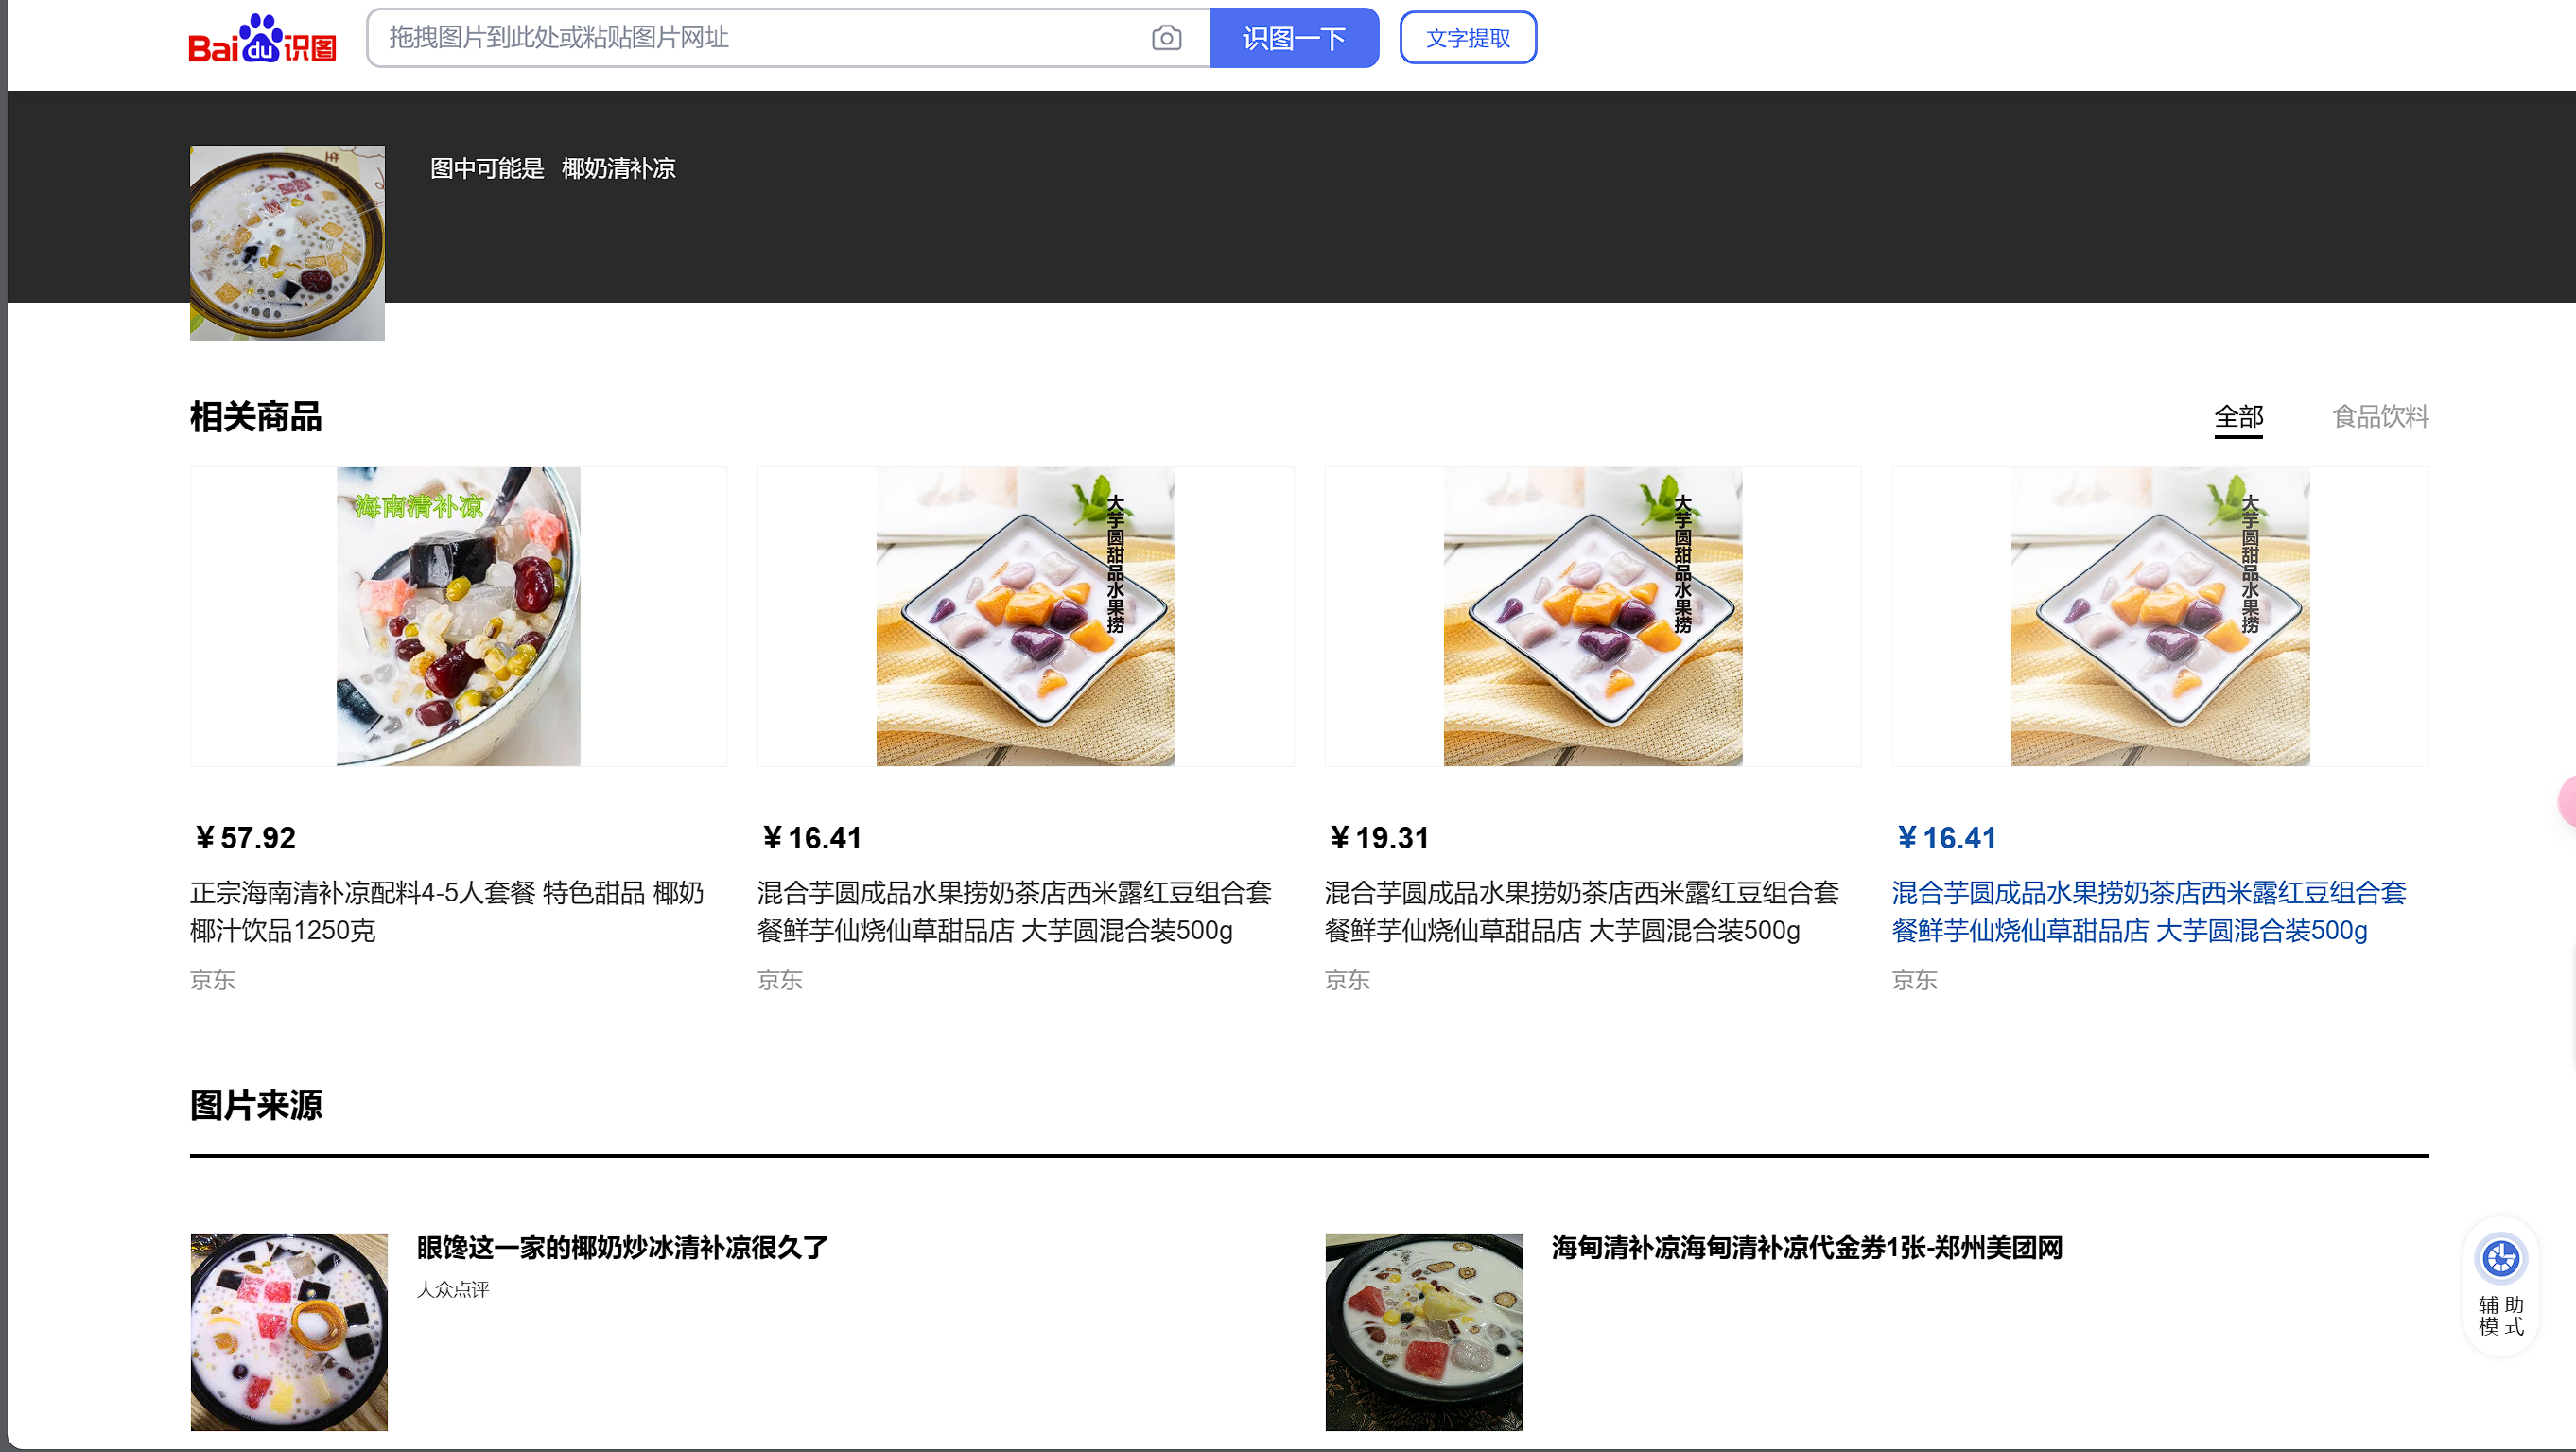 Bai du 识图
拖拽图片到此处或粘贴图片网址
识图一下
文字提取
图中可能是 椰奶清补凉
相关商品
全部
食品饮料
海南清补凉
大芋圆甜品水果捞
大芋圆甜品水果捞
大芋圆甜品水果捞
¥57.92
正宗海南清补凉配料4-5人套餐 特色甜品 椰奶
椰汁饮品1250克
京东
¥16.41
混合芋圆成品水果捞奶茶店西米露红豆组合套
餐鲜芋仙烧仙草甜品店 大芋圆混合装500g
京东
¥19.31
混合芋圆成品水果捞奶茶店西米露红豆组合套
餐鲜芋仙烧仙草甜品店 大芋圆混合装500g
京东
¥16.41
混合芋圆成品水果捞奶茶店西米露红豆组合套
餐鲜芋仙烧仙草甜品店 大芋圆混合装500g
京东
图片来源
眼馋这一家的椰奶炒冰清补凉很久了
大众点评
海甸清补凉海甸清补凉代金券1张-郑州美团网
辅助
模式